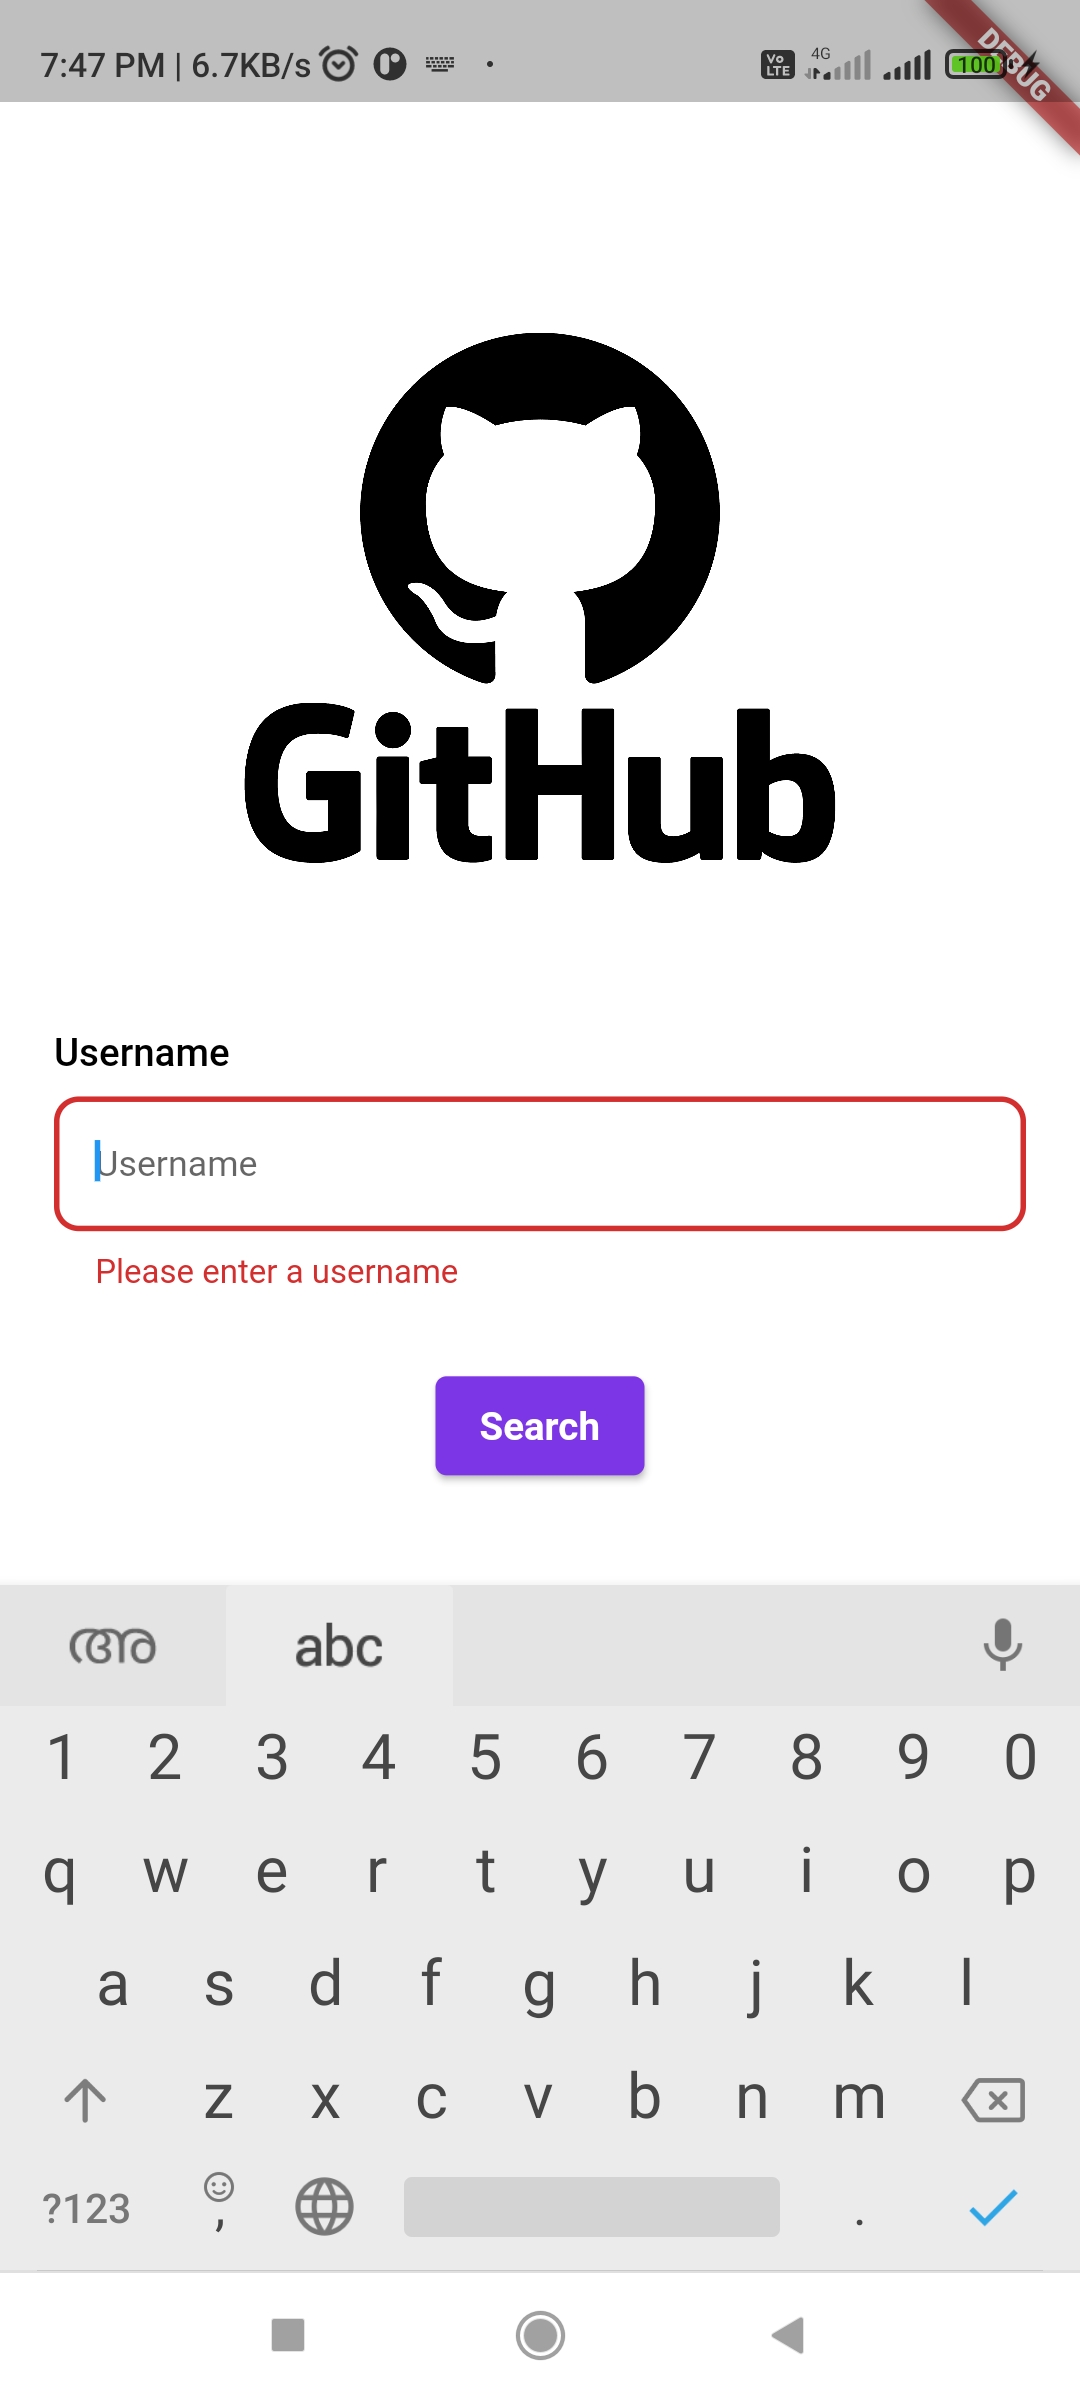 7:47 PM | 6.7KB/s Vo LTE 4G 100
DEBUG
GitHub
Username
Username
Please enter a username
Search
അ abc
1 2 3 4 5 6 7 8 9 0
q w e r t y u i o p
a s d f g h j k l
z x c v b n m
?123 , .